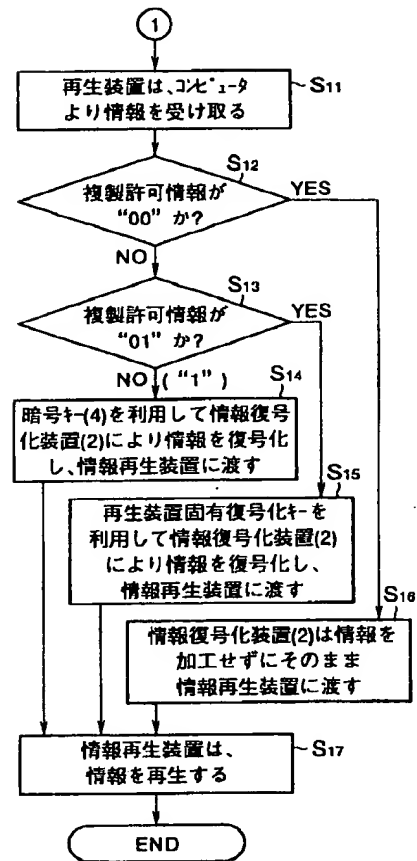 1
再生装置は、コンピュータ
より情報を受け取る
S11
S12
複製許可情報が
“00” か?
YES
NO
S13
複製許可情報が
“01” か?
YES
NO ( “1” )
S14
暗号キー(4)を利用して情報復号
化装置(2)により情報を復号化
し、情報再生装置に渡す
S15
再生装置固有復号化キーを
利用して情報復号化装置(2)
により情報を復号化し、
情報再生装置に渡す
S16
情報復号化装置(2)は情報を
加工せずにそのまま
情報再生装置に渡す
情報再生装置は、
情報を再生する
S17
END